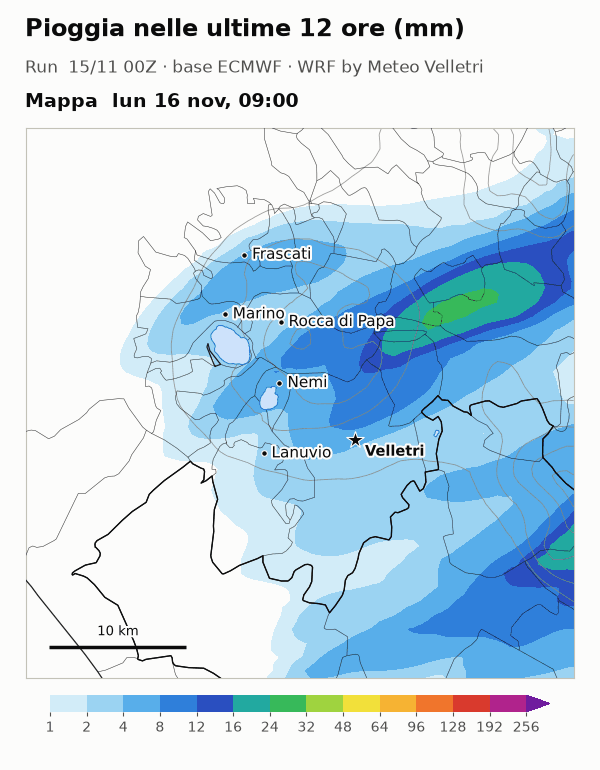 Pioggia nelle ultime 12 ore (mm)
Run  15/11 00Z · base ECMWF · WRF by Meteo Velletri
Mappa  lun 16 nov, 09:00
Frascati
Marino
Rocca di Papa
Nemi
Velletri
Lanuvio
10 km
1 2 4 8 12 16 24 32 48 64 96 128 192 256